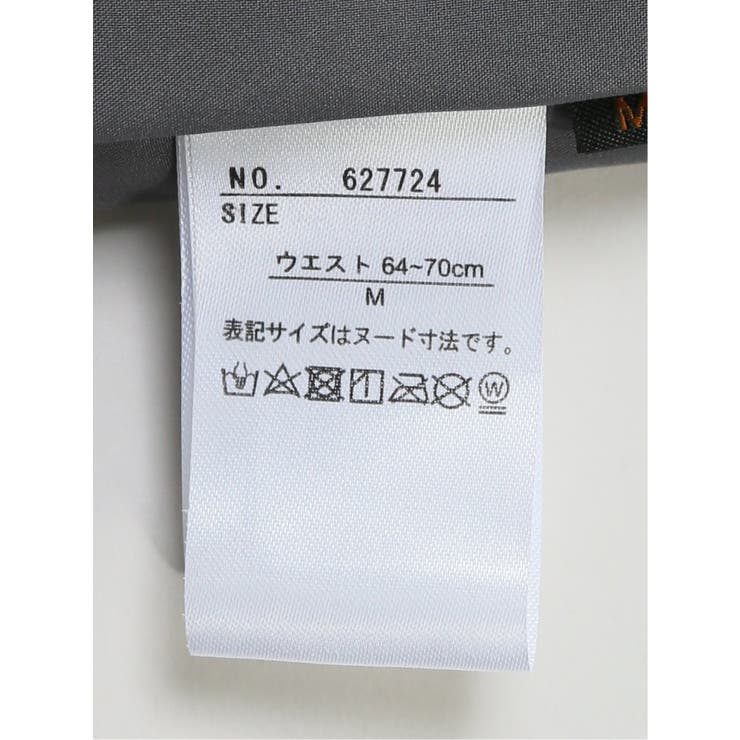 NO. 627724
SIZE
ウエスト 64~70cm
M
表記サイズはヌード寸法です。
W